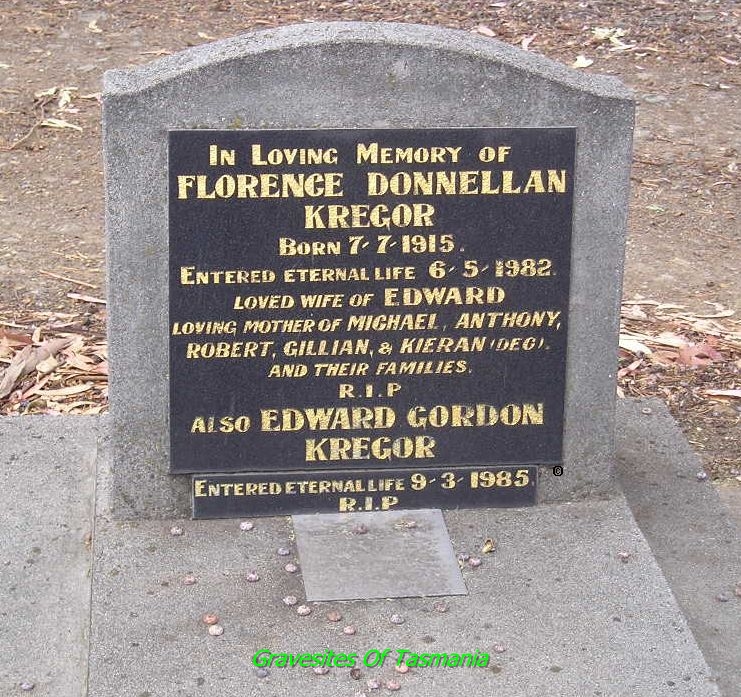 IN LOVING MEMORY OF
FLORENCE DONNELLAN
KREGOR
BORN 7-7-1915.
ENTERED ETERNAL LIFE 6-5-1982.
LOVED WIFE OF EDWARD
LOVING MOTHER OF MICHAEL, ANTHONY,
ROBERT, GILLIAN, & KIERAN (DEC).
AND THEIR FAMILIES.
R.I.P
ALSO EDWARD GORDON
KREGOR
ENTERED ETERNAL LIFE 9-3-1985.
R.I.P
Gravesites Of Tasmania